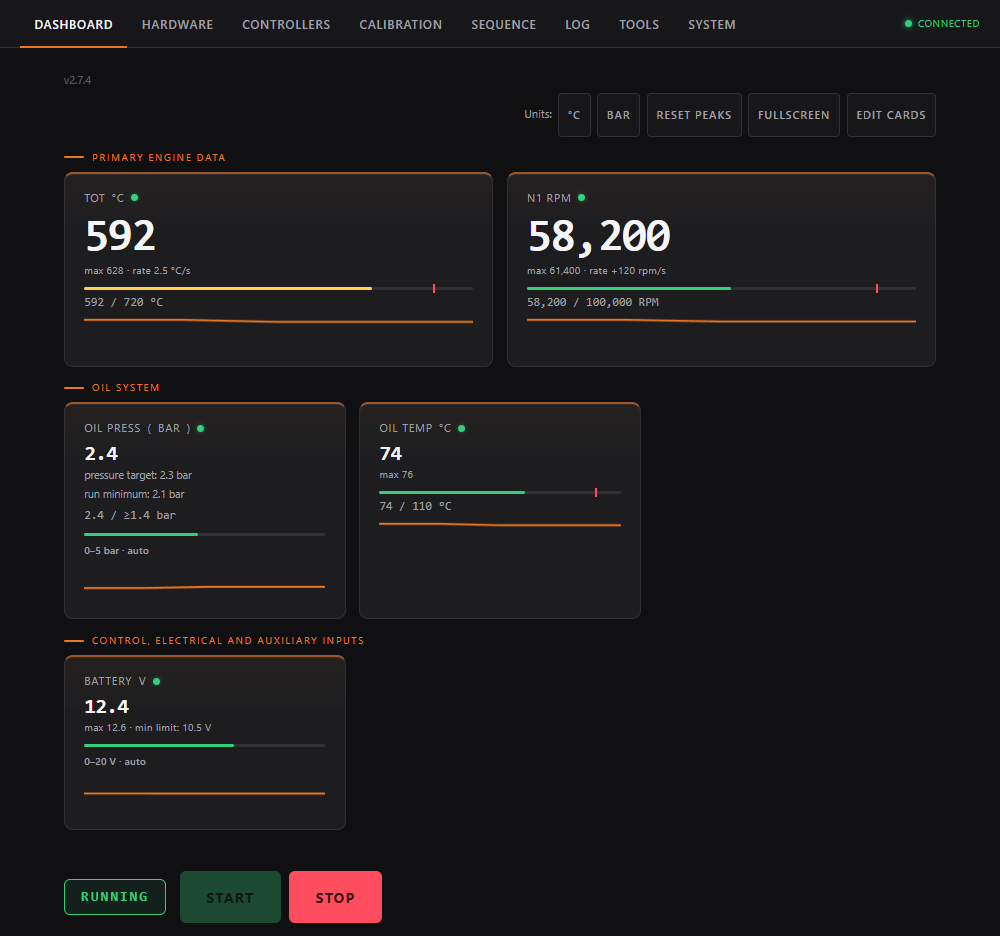 DASHBOARD HARDWARE CONTROLLERS CALIBRATION SEQUENCE LOG TOOLS SYSTEM CONNECTED
v2.7.4
Units: °C BAR RESET PEAKS FULLSCREEN EDIT CARDS
PRIMARY ENGINE DATA
TOT °C
592
max 628 · rate 2.5 °C/s
592 / 720 °C
N1 RPM
58,200
max 61,400 · rate +120 rpm/s
58,200 / 100,000 RPM
OIL SYSTEM
OIL PRESS ( BAR )
2.4
pressure target: 2.3 bar
run minimum: 2.1 bar
2.4 / ≥1.4 bar
0–5 bar · auto
OIL TEMP °C
74
max 76
74 / 110 °C
CONTROL, ELECTRICAL AND AUXILIARY INPUTS
BATTERY V
12.4
max 12.6 · min limit: 10.5 V
0–20 V · auto
RUNNING START STOP